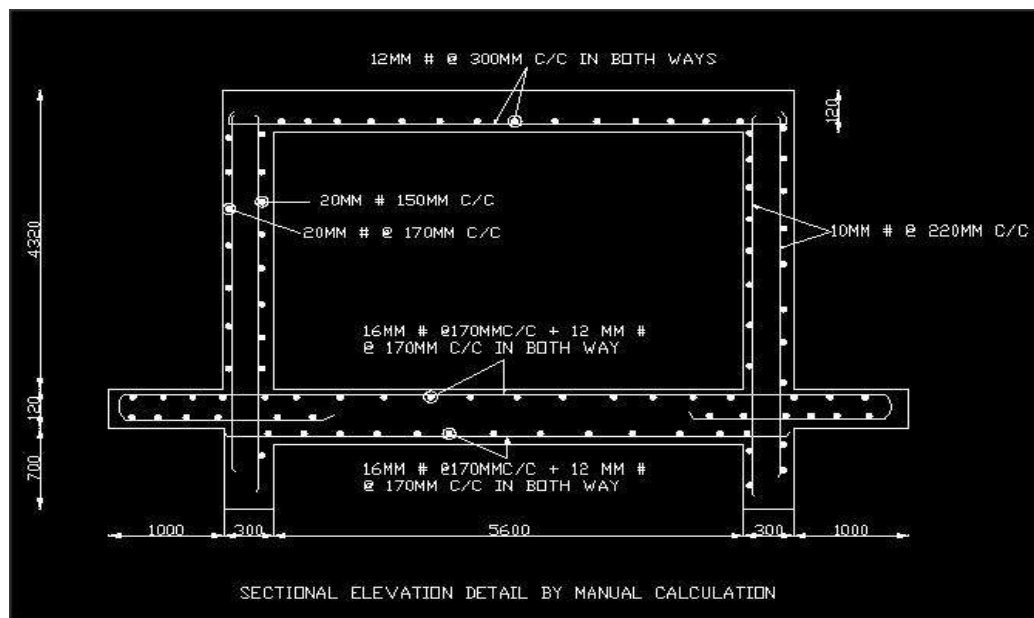 12MM # @ 300MM C/C IN BOTH WAYS
120
20MM # 150MM C/C
20MM # @ 170MM C/C
10MM # @ 220MM C/C
4320
16MM # @170MMC/C + 12 MM #
@ 170MM C/C IN BOTH WAY
120
700
16MM # @170MMC/C + 12 MM #
@ 170MM C/C IN BOTH WAY
1000 300 5600 300 1000
SECTIONAL ELEVATION DETAIL BY MANUAL CALCULATION